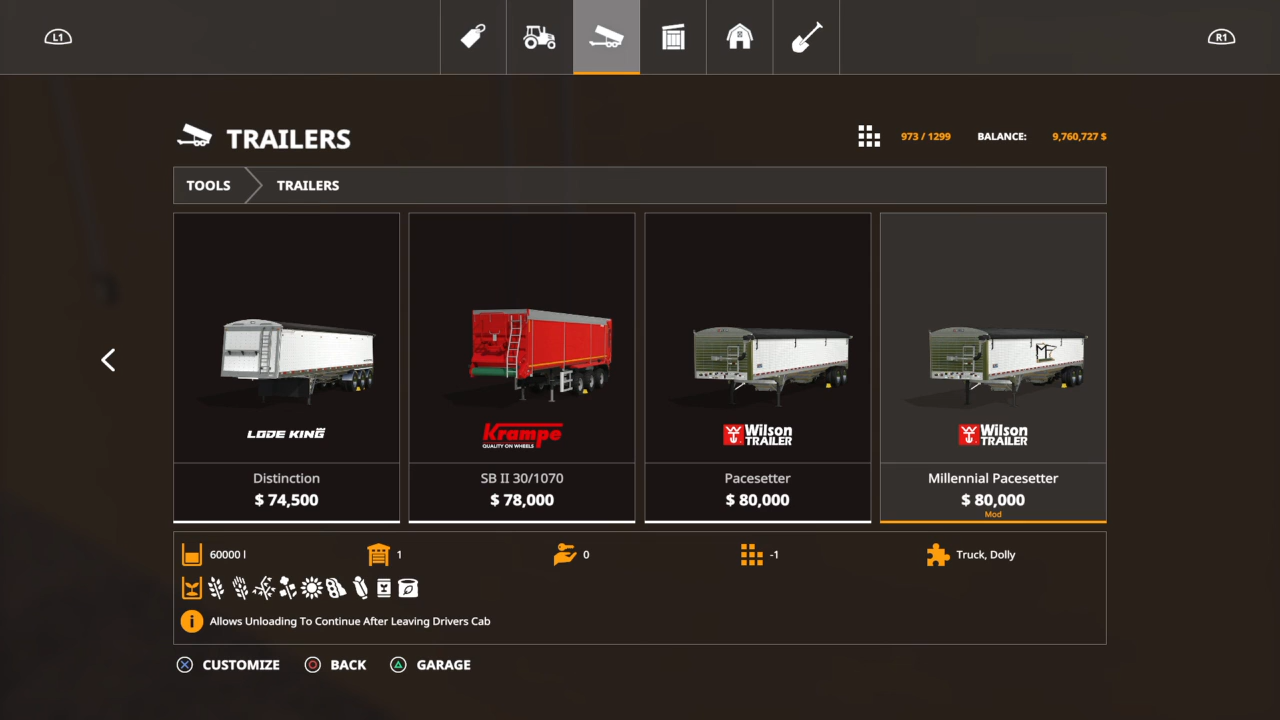 L1
R1
TRAILERS
973 / 1299
BALANCE:
9,760,727 $
TOOLS
TRAILERS
LODE KING
Distinction
$ 74,500
Krampe
QUALITY ON WHEELS
SB II 30/1070
$ 78,000
Wilson
TRAILER
Pacesetter
$ 80,000
Wilson
TRAILER
Millennial Pacesetter
$ 80,000
Mod
60000 l
1
0
-1
Truck, Dolly
i
Allows Unloading To Continue After Leaving Drivers Cab
CUSTOMIZE
BACK
GARAGE